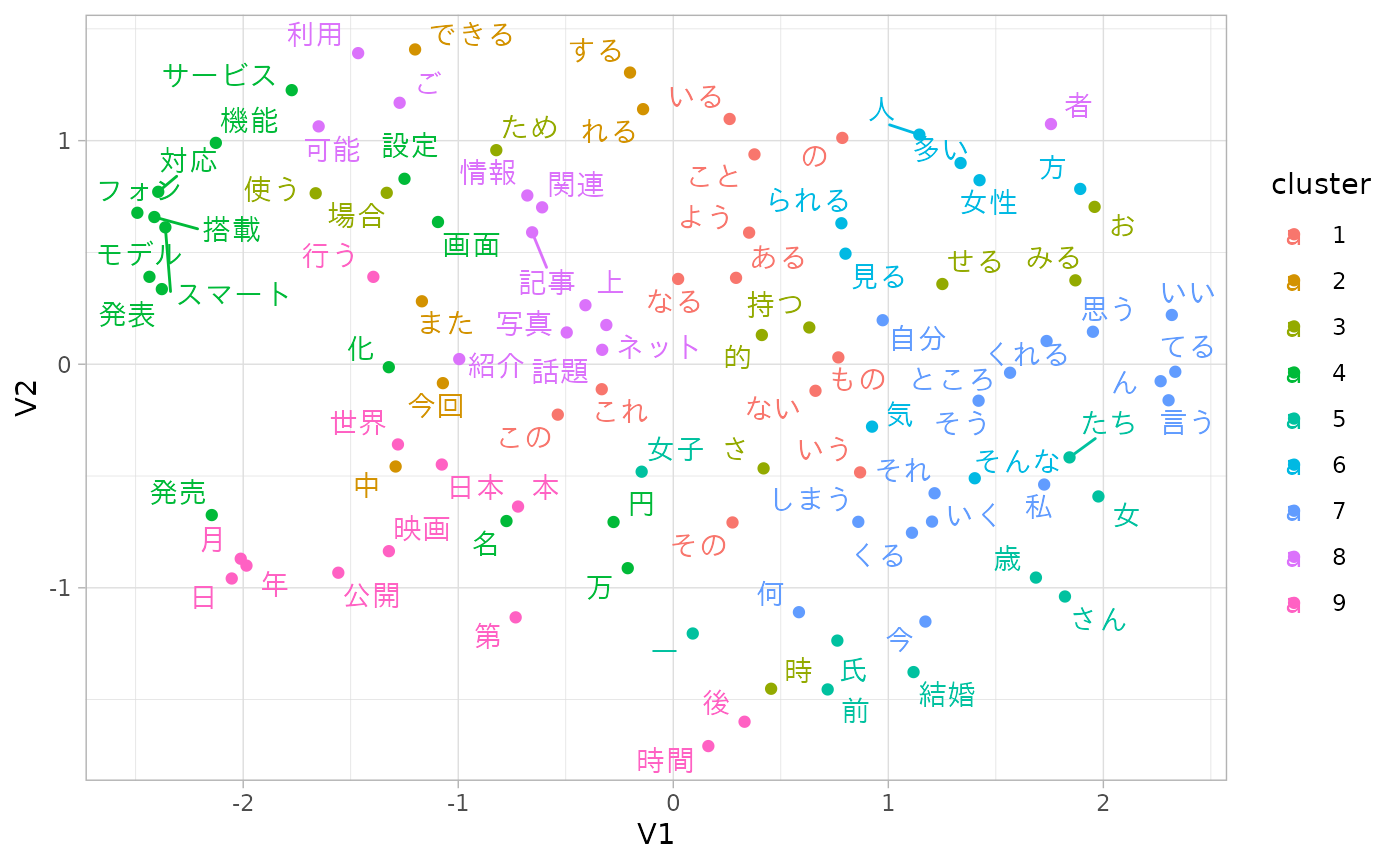 利用
できる
する
サービス
ご
いる
人
者
機能
ため
れる
可能
設定
の
多い
対応
情報
関連
こと
方
フォン
使う
場合
られる
女性
搭載
画面
よう
お
モデル
行う
ある
見る
せる
みる
スマート
記事
上
なる
持つ
思う
いい
発表
また
写真
ネット
的
自分
化
紹介
話題
もの
くれる
てる
今回
これ
ない
ところ
ん
世界
この
女子
さ
いう
気
そう
たち
言う
中
日本
本
それ
そんな
発売
円
しまう
私
女
月
映画
名
その
いく
くる
歳
日
年
公開
万
何
第
一
今
さん
時
氏
後
前
結婚
時間
1
0
-1
-2
-1
0
1
2
V1
V2
cluster
1
2
3
4
5
6
7
8
9